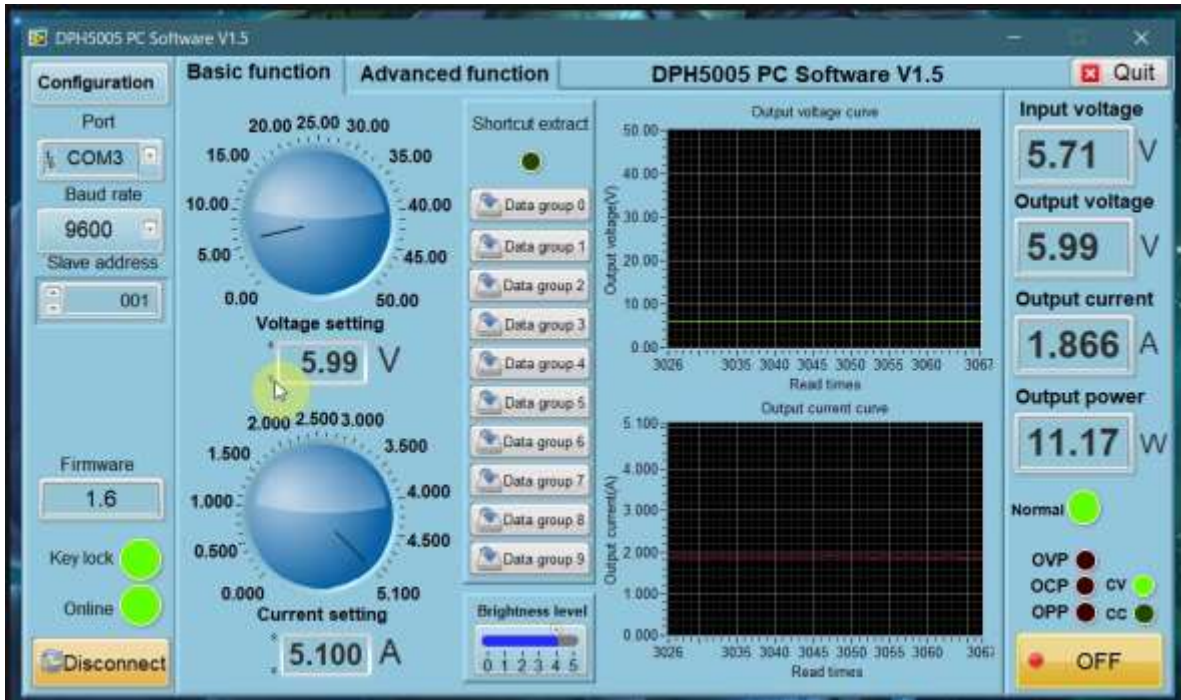 DPH5005 PC Software V1.5
Configuration
Basic function
Advanced function
DPH5005 PC Software V1.5
Quit
Port
COM3
Baud rate
9600
Slave address
001
Firmware
1.6
Key lock
Online
Disconnect
0.00
5.00
10.00
15.00
20.00
25.00
30.00
35.00
40.00
45.00
50.00
Voltage setting
5.99 V
0.000
0.500
1.000
1.500
2.000
2.500
3.000
3.500
4.000
4.500
5.100
Current setting
5.100 A
Shortcut extract
Data group 0
Data group 1
Data group 2
Data group 3
Data group 4
Data group 5
Data group 6
Data group 7
Data group 8
Data group 9
Brightness level
0 1 2 3 4 5
Output voltage curve
Output voltage(V)
50.00
40.00
30.00
20.00
10.00
0.00
3026 3035 3040 3045 3050 3055 3060 3067
Read times
Output current curve
Output current(A)
5.100
4.000
3.000
2.000
1.000
0.000
3026 3035 3040 3045 3050 3055 3060
Read times
Input voltage
5.71 V
Output voltage
5.99 V
Output current
1.866 A
Output power
11.17 W
Normal
OVP
OCP CV
OPP CC
OFF